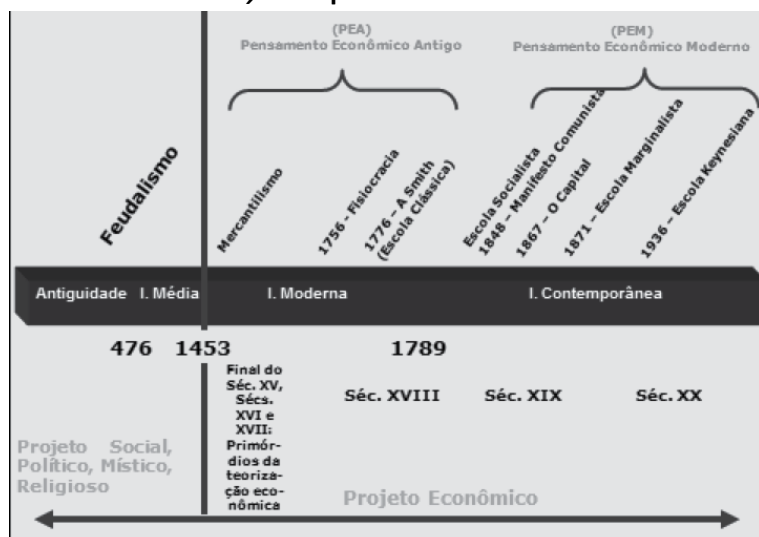 (PEA)
Pensamento Econômico Antigo
(PEM)
Pensamento Econômico Moderno
Feudalismo
Mercantilismo
1756 - Fisiocracia
1776 – A Smith
(Escola Clássica)
Escola Socialista
1848 – Manifesto Comunista
1867 – O Capital
1871 – Escola Marginalista
1936 – Escola Keynesiana
Antiguidade
I. Média
I. Moderna
I. Contemporânea
476
1453
1789
Final do
Séc. XV,
Sécs.
XVI e
XVII:
Primór-
dios da
teoriza-
ção eco-
nômica
Séc. XVIII
Séc. XIX
Séc. XX
Projeto Social,
Político, Místico,
Religioso
Projeto Econômico